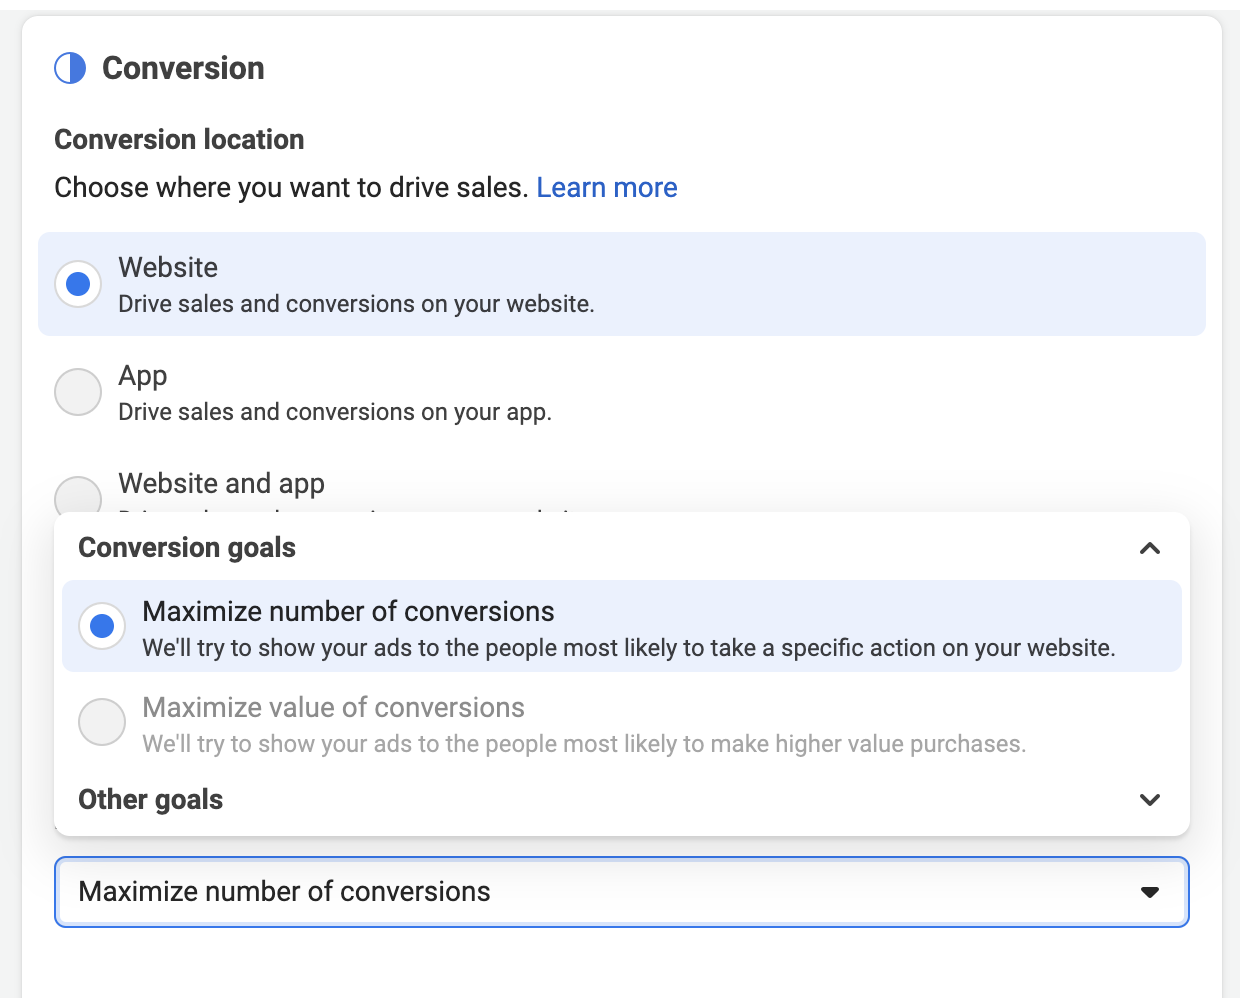 Conversion
Conversion location
Choose where you want to drive sales. Learn more
Website
Drive sales and conversions on your website.
App
Drive sales and conversions on your app.
Website and app
Conversion goals
Maximize number of conversions
We'll try to show your ads to the people most likely to take a specific action on your website.
Maximize value of conversions
We'll try to show your ads to the people most likely to make higher value purchases.
Other goals
Maximize number of conversions